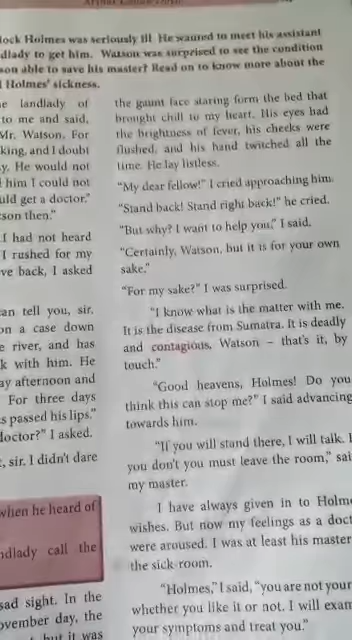 lock Holmes was seriously ill He wanted to meet his assistant
dlady to get him. Watson was surprised to see the condition
son able to save his master? Read on to know more about the
Holmes' sickness.
e landlady of
to me and said,
Mr. Watson. For
king, and I doubt
y. He would not
him I could not
uld get a doctor."
son then."
I had not heard
I rushed for my
ve back, I asked
an tell you, sir.
on a case down
e river, and has
k with him. He
ay afternoon and
For three days
s passed his lips."
doctor?" I asked.
, sir. I didn't dare
when he heard of
ndlady call the
sad sight. In the
ovember day, the
but it was
the gaunt face staring form the bed that
brought chill to my heart. His eyes had
the brightness of fever, his cheeks were
flushed, and his hand twitched all the
time. He lay listless.
"My dear fellow!" I cried approaching him.
"Stand back! Stand right back!" he cried.
"But why? I want to help you," I said.
"Certainly, Watson, but it is for your own
sake."
"For my sake?" I was surprised.
"I know what is the matter with me.
It is the disease from Sumatra. It is deadly
and contagious, Watson – that's it, by
touch."
"Good heavens, Holmes! Do you
think this can stop me?" I said advancing
towards him.
"If you will stand there, I will talk. I
you don't you must leave the room," sai
my master.
I have always given in to Holm
wishes. But now my feelings as a doct
were aroused. I was at least his master
the sick-room.
"Holmes," I said, "you are not your
whether you like it or not. I will exam
your symptoms and treat you."